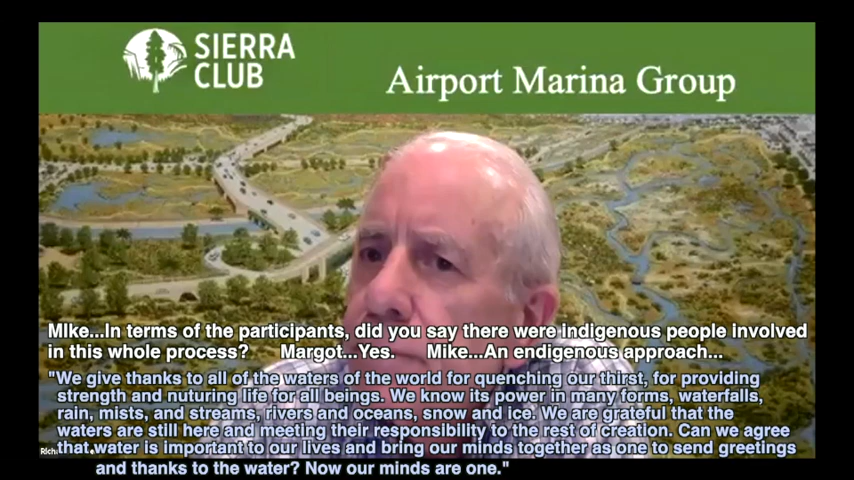 SIERRA
CLUB
Airport Marina Group
MIke...In terms of the participants, did you say there were indigenous people involved
in this whole process? Margot...Yes. Mike...An endigenous approach...
"We give thanks to all of the waters of the world for quenching our thirst, for providing
strength and nuturing life for all beings. We know its power in many forms, waterfalls,
rain, mists, and streams, rivers and oceans, snow and ice. We are grateful that the
waters are still here and meeting their responsibility to the rest of creation. Can we agree
that water is important to our lives and bring our minds together as one to send greetings
and thanks to the water? Now our minds are one."